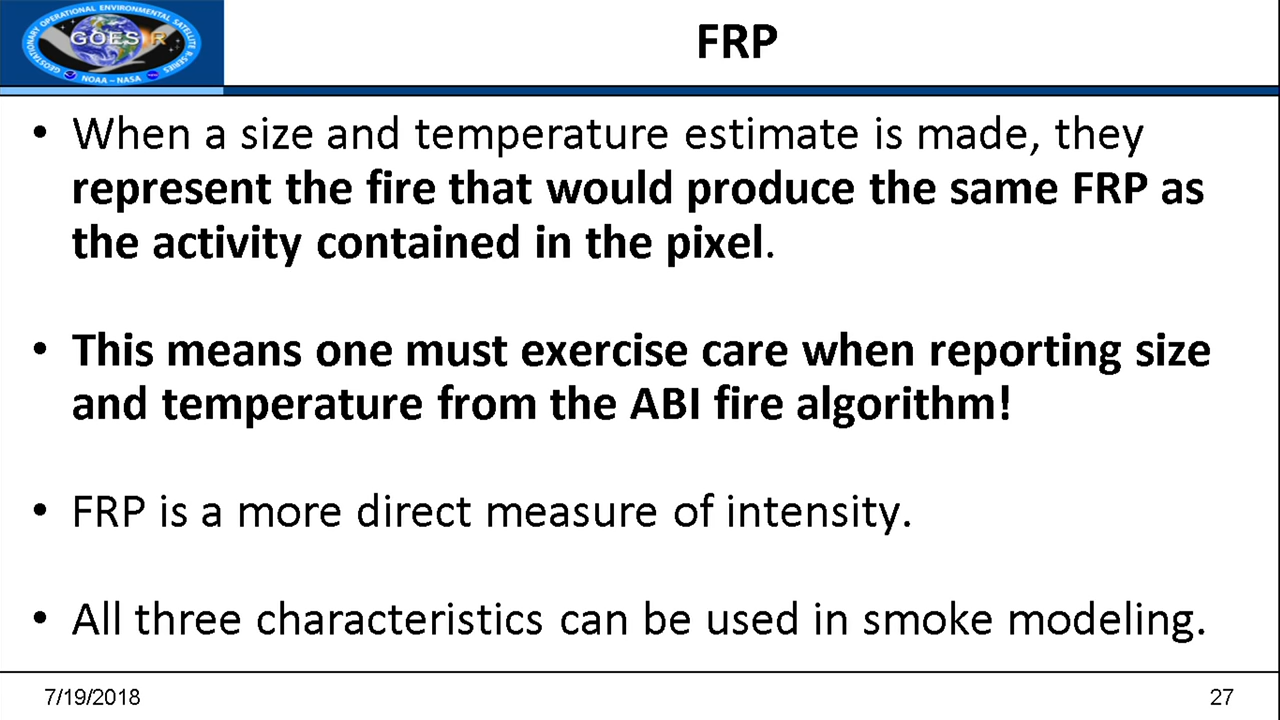 GEOSTATIONARY OPERATIONAL ENVIRONMENTAL SATELLITE R-SERIES
GOES R
NOAA – NASA
FRP
• When a size and temperature estimate is made, they
represent the fire that would produce the same FRP as
the activity contained in the pixel.
• This means one must exercise care when reporting size
and temperature from the ABI fire algorithm!
• FRP is a more direct measure of intensity.
• All three characteristics can be used in smoke modeling.
7/19/2018
27